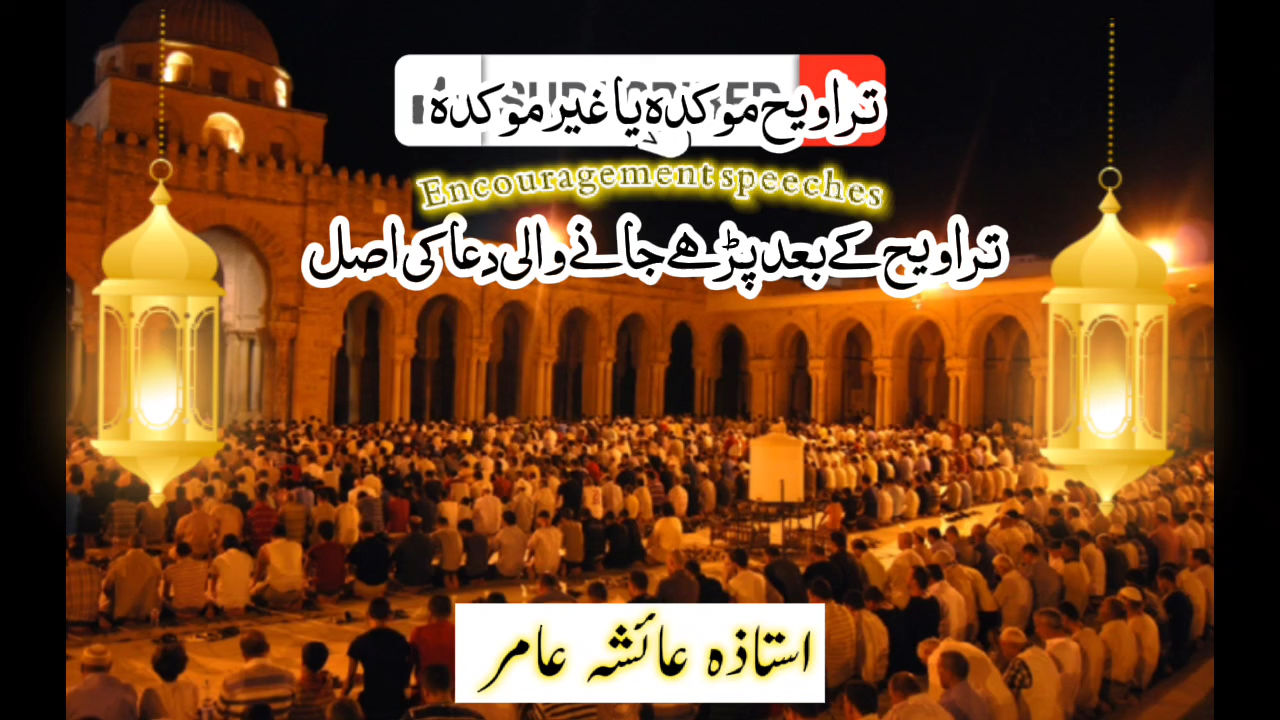 تراویح موکدہ یا غیر موکدہ
SUBSCRIBED
Encouragement speeches
تراویح کے بعد پڑھے جانے والی دعا کی اصل
استاذہ عائشہ عامر